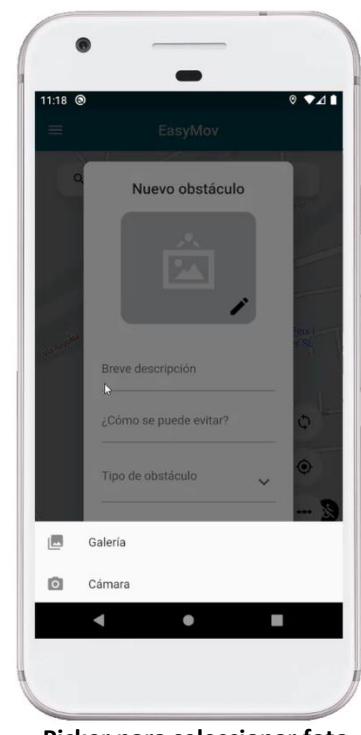 11:18
EasyMov
Nuevo obstáculo
Breve descripción
¿Cómo se puede evitar?
Tipo de obstáculo
Galería
Cámara
Picker para seleccionar foto